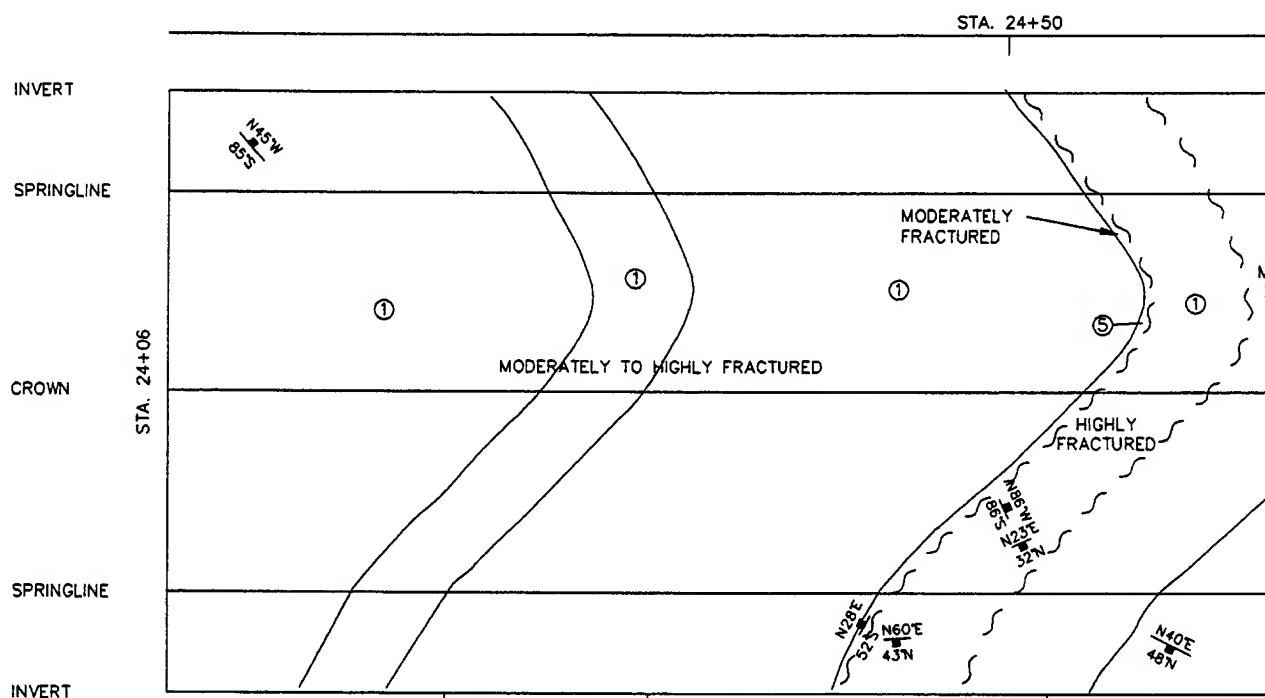 STA. 24+50
INVERT
N45°W
85°S
SPRINGLINE
MODERATELY
FRACTURED
M
1
1
1
1
5
STA. 24+06
MODERATELY TO HIGHLY FRACTURED
CROWN
HIGHLY
FRACTURED
N86°W
86°S
N23°E
32°N
SPRINGLINE
N28°E
52°S
N60°E
43°N
N40°E
48°N
INVERT